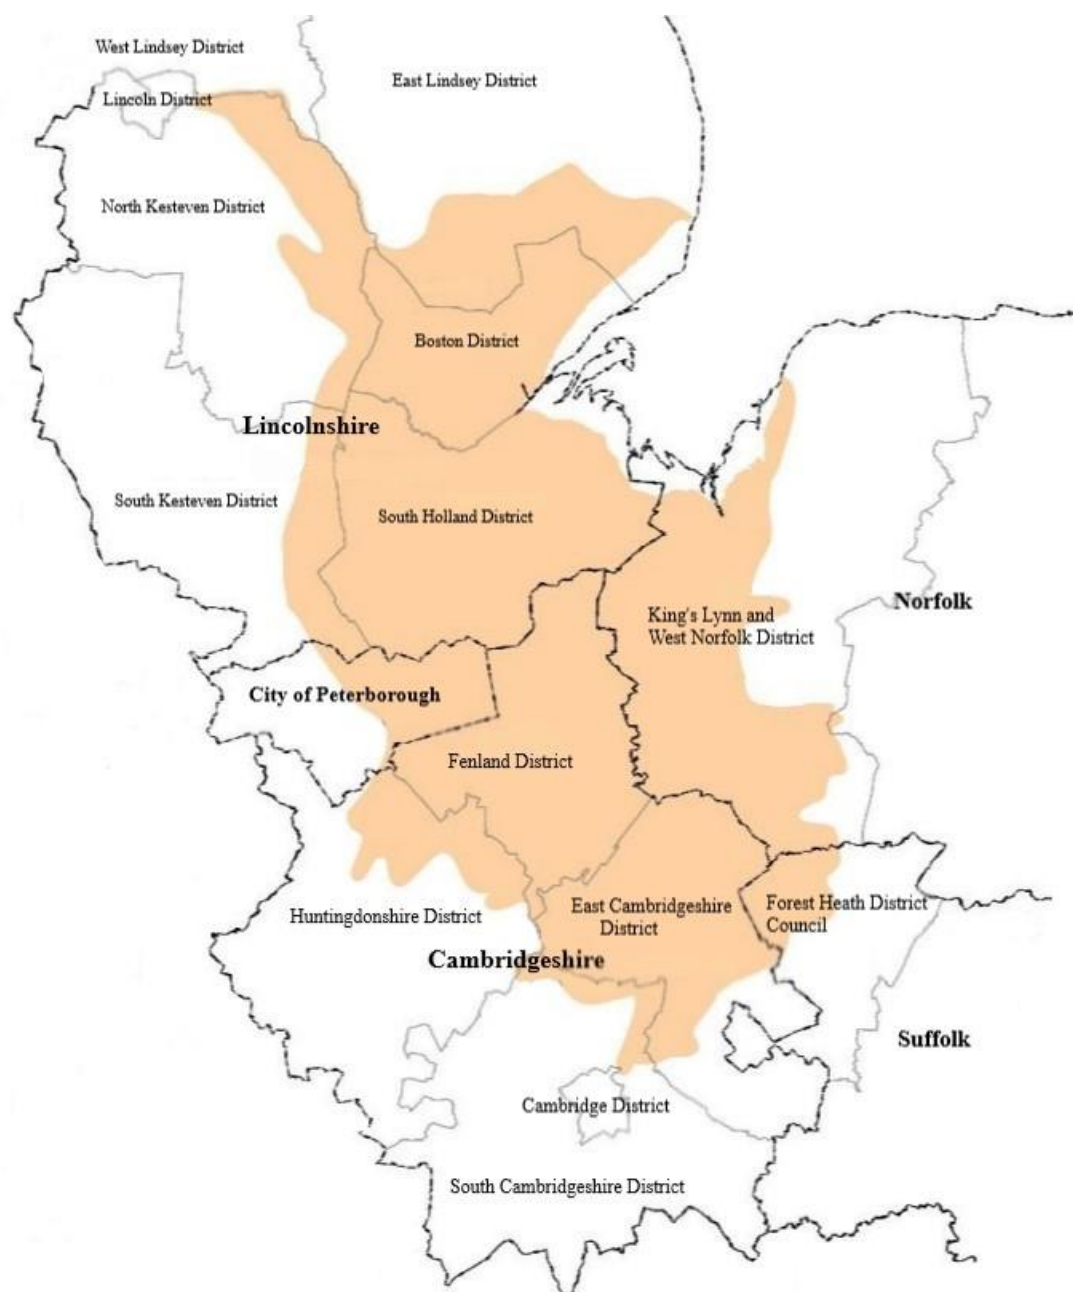 West Lindsey District
East Lindsey District
Lincoln District
North Kesteven District
Boston District
Lincolnshire
South Kesteven District
South Holland District
Norfolk
King's Lynn and
West Norfolk District
City of Peterborough
Fenland District
East Cambridgeshire
District
Forest Heath District
Council
Huntingdonshire District
Cambridgeshire
Suffolk
Cambridge District
South Cambridgeshire District